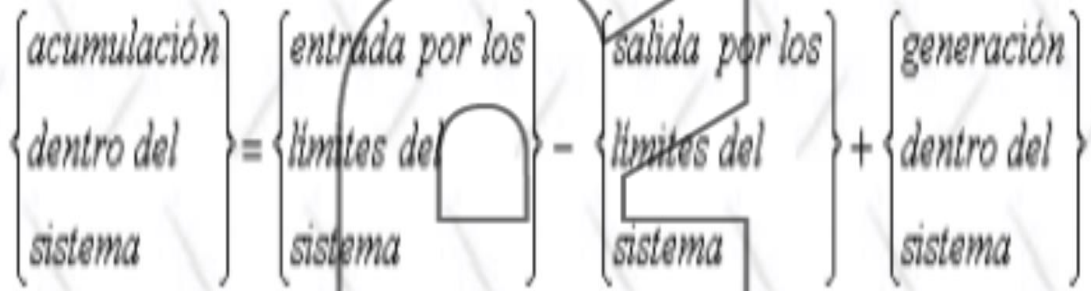 {acumulación} = {entrada por los} - {salida por los} + {generación}
{dentro del} = {límites del} - {límites del} + {dentro del}
{sistema} {sistema} {sistema} {sistema}